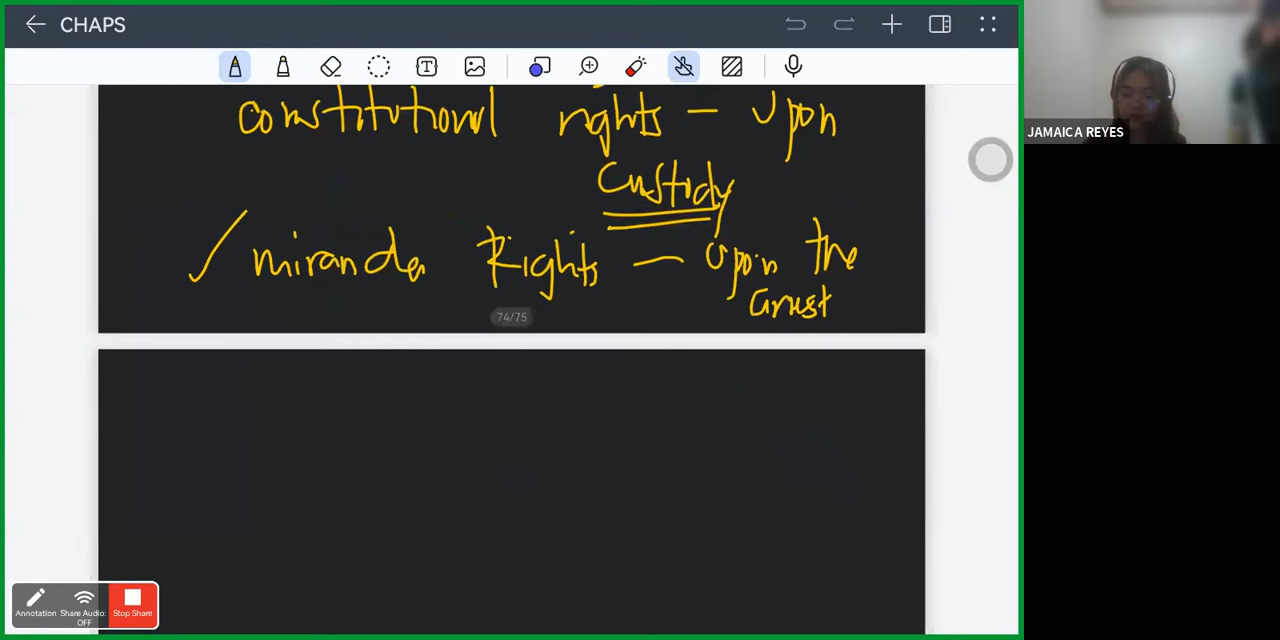 CHAPS
constitutional rights — upon
custody
miranda Rights — upon the
arrest
74/75
JAMAICA REYES
Annotation
Share Audio:
OFF
Stop Share